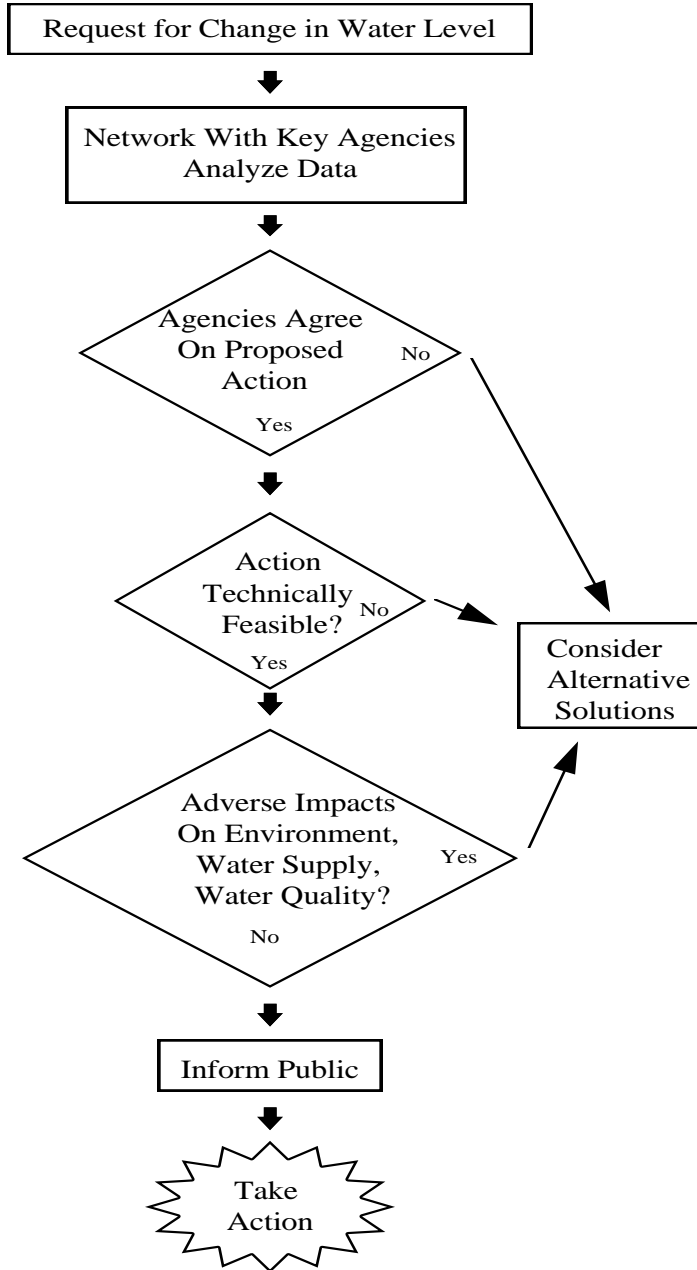 Request for Change in Water Level
Network With Key Agencies
Analyze Data
Agencies Agree
On Proposed
Action
No
Yes
Action
Technically
Feasible?
No
Yes
Consider
Alternative
Solutions
Adverse Impacts
On Environment,
Water Supply,
Water Quality?
Yes
No
Inform Public
Take
Action